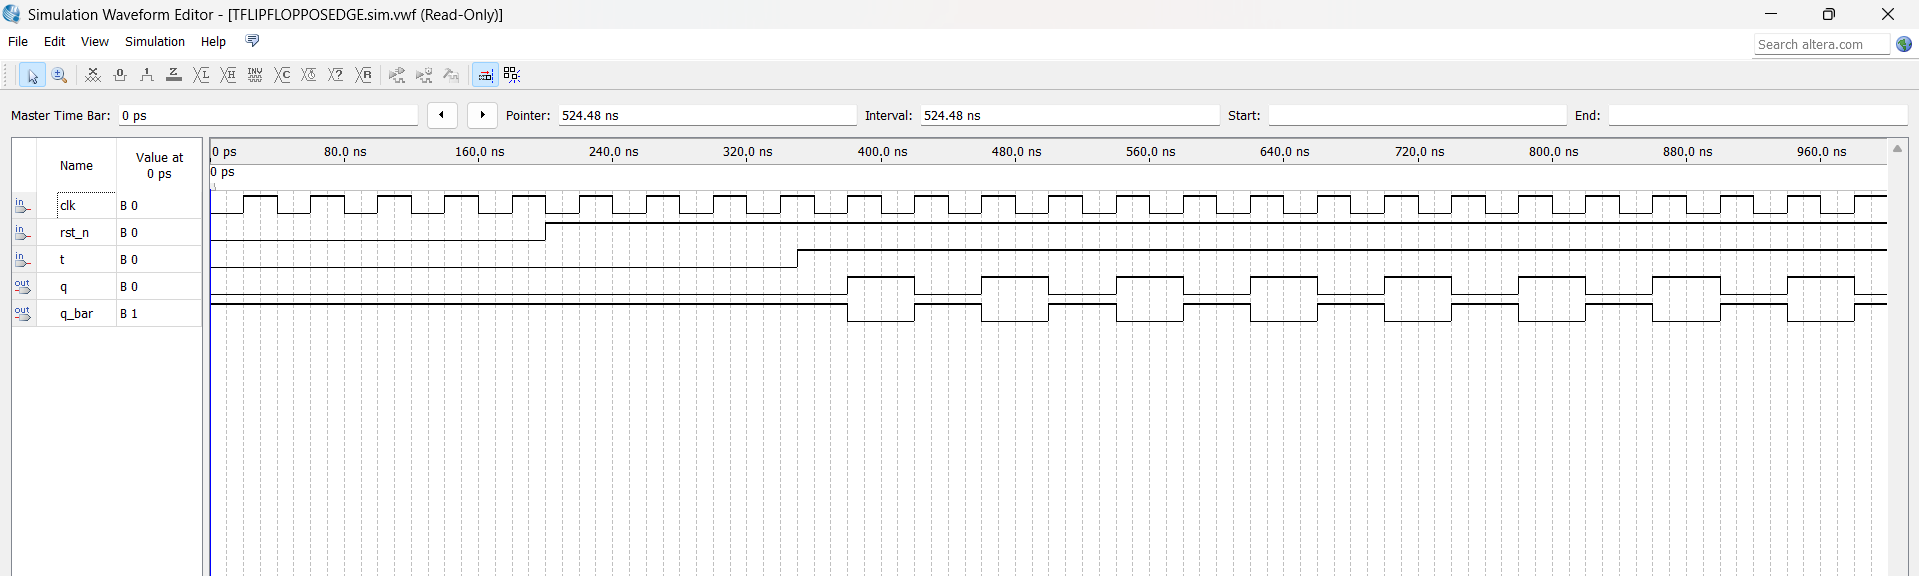 Simulation Waveform Editor - [TFLIPFLOPPOSEDGE.sim.vwf (Read-Only)]
File Edit View Simulation Help
Search altera.com
Master Time Bar: 0 ps Pointer: 524.48 ns Interval: 524.48 ns Start: End:
Name Value at 0 ps
0 ps 80.0 ns 160.0 ns 240.0 ns 320.0 ns 400.0 ns 480.0 ns 560.0 ns 640.0 ns 720.0 ns 800.0 ns 880.0 ns 960.0 ns
0 ps
in clk B 0
in rst_n B 0
in t B 0
out q B 0
out q_bar B 1